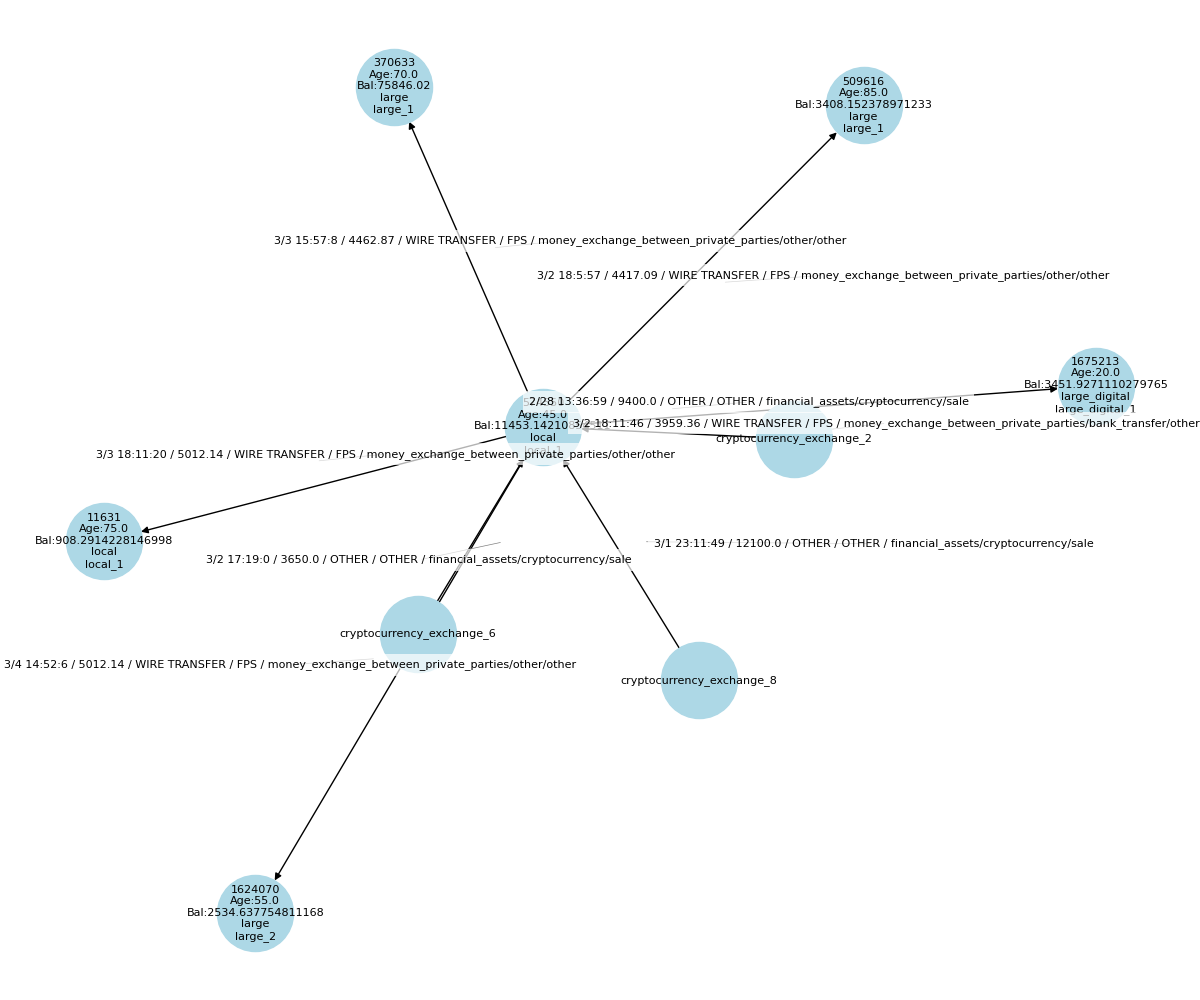 370633
Age:70.0
Bal:75846.02
large
large_1
509616
Age:85.0
Bal:3408.152378971233
large
large_1
3/3 15:57:8 / 4462.87 / WIRE TRANSFER / FPS / money_exchange_between_private_parties/other/other
3/2 18:5:57 / 4417.09 / WIRE TRANSFER / FPS / money_exchange_between_private_parties/other/other
1675213
Age:20.0
Bal:3451.9271110279765
large_digital
large_digital_1
2/28 13:36:59 / 9400.0 / OTHER / OTHER / financial_assets/cryptocurrency/sale
Age:45.0
Bal:11453.142108
local
local_1
3/2 18:11:46 / 3959.36 / WIRE TRANSFER / FPS / money_exchange_between_private_parties/bank_transfer/other
cryptocurrency_exchange_2
3/3 18:11:20 / 5012.14 / WIRE TRANSFER / FPS / money_exchange_between_private_parties/other/other
11631
Age:75.0
Bal:908.2914228146998
local
local_1
3/1 23:11:49 / 12100.0 / OTHER / OTHER / financial_assets/cryptocurrency/sale
3/2 17:19:0 / 3650.0 / OTHER / OTHER / financial_assets/cryptocurrency/sale
cryptocurrency_exchange_6
3/4 14:52:6 / 5012.14 / WIRE TRANSFER / FPS / money_exchange_between_private_parties/other/other
cryptocurrency_exchange_8
1624070
Age:55.0
Bal:2534.637754811168
large
large_2